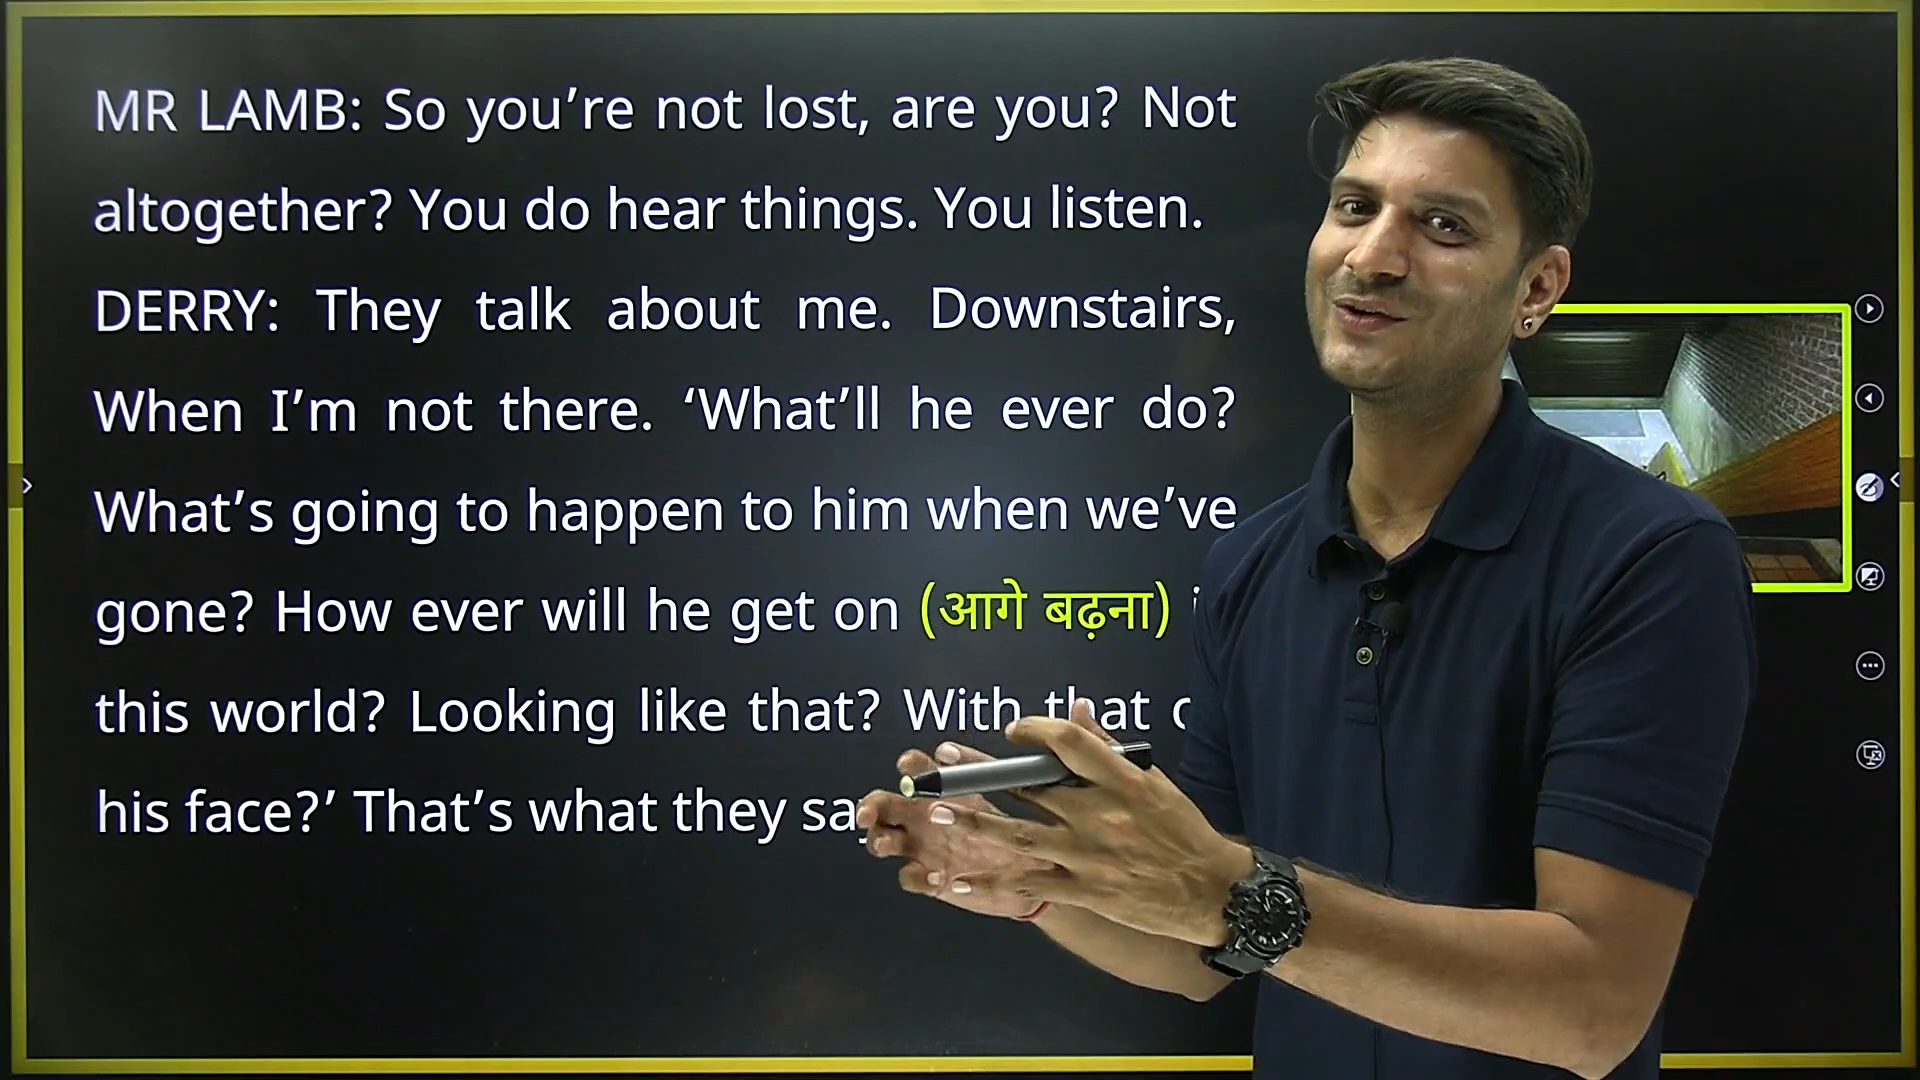 MR LAMB: So you’re not lost, are you? Not
altogether? You do hear things. You listen.
DERRY: They talk about me. Downstairs,
When I’m not there. ‘What’ll he ever do?
What’s going to happen to him when we’ve
gone? How ever will he get on (आगे बढ़ना)
this world? Looking like that? With that
his face?’ That’s what they say